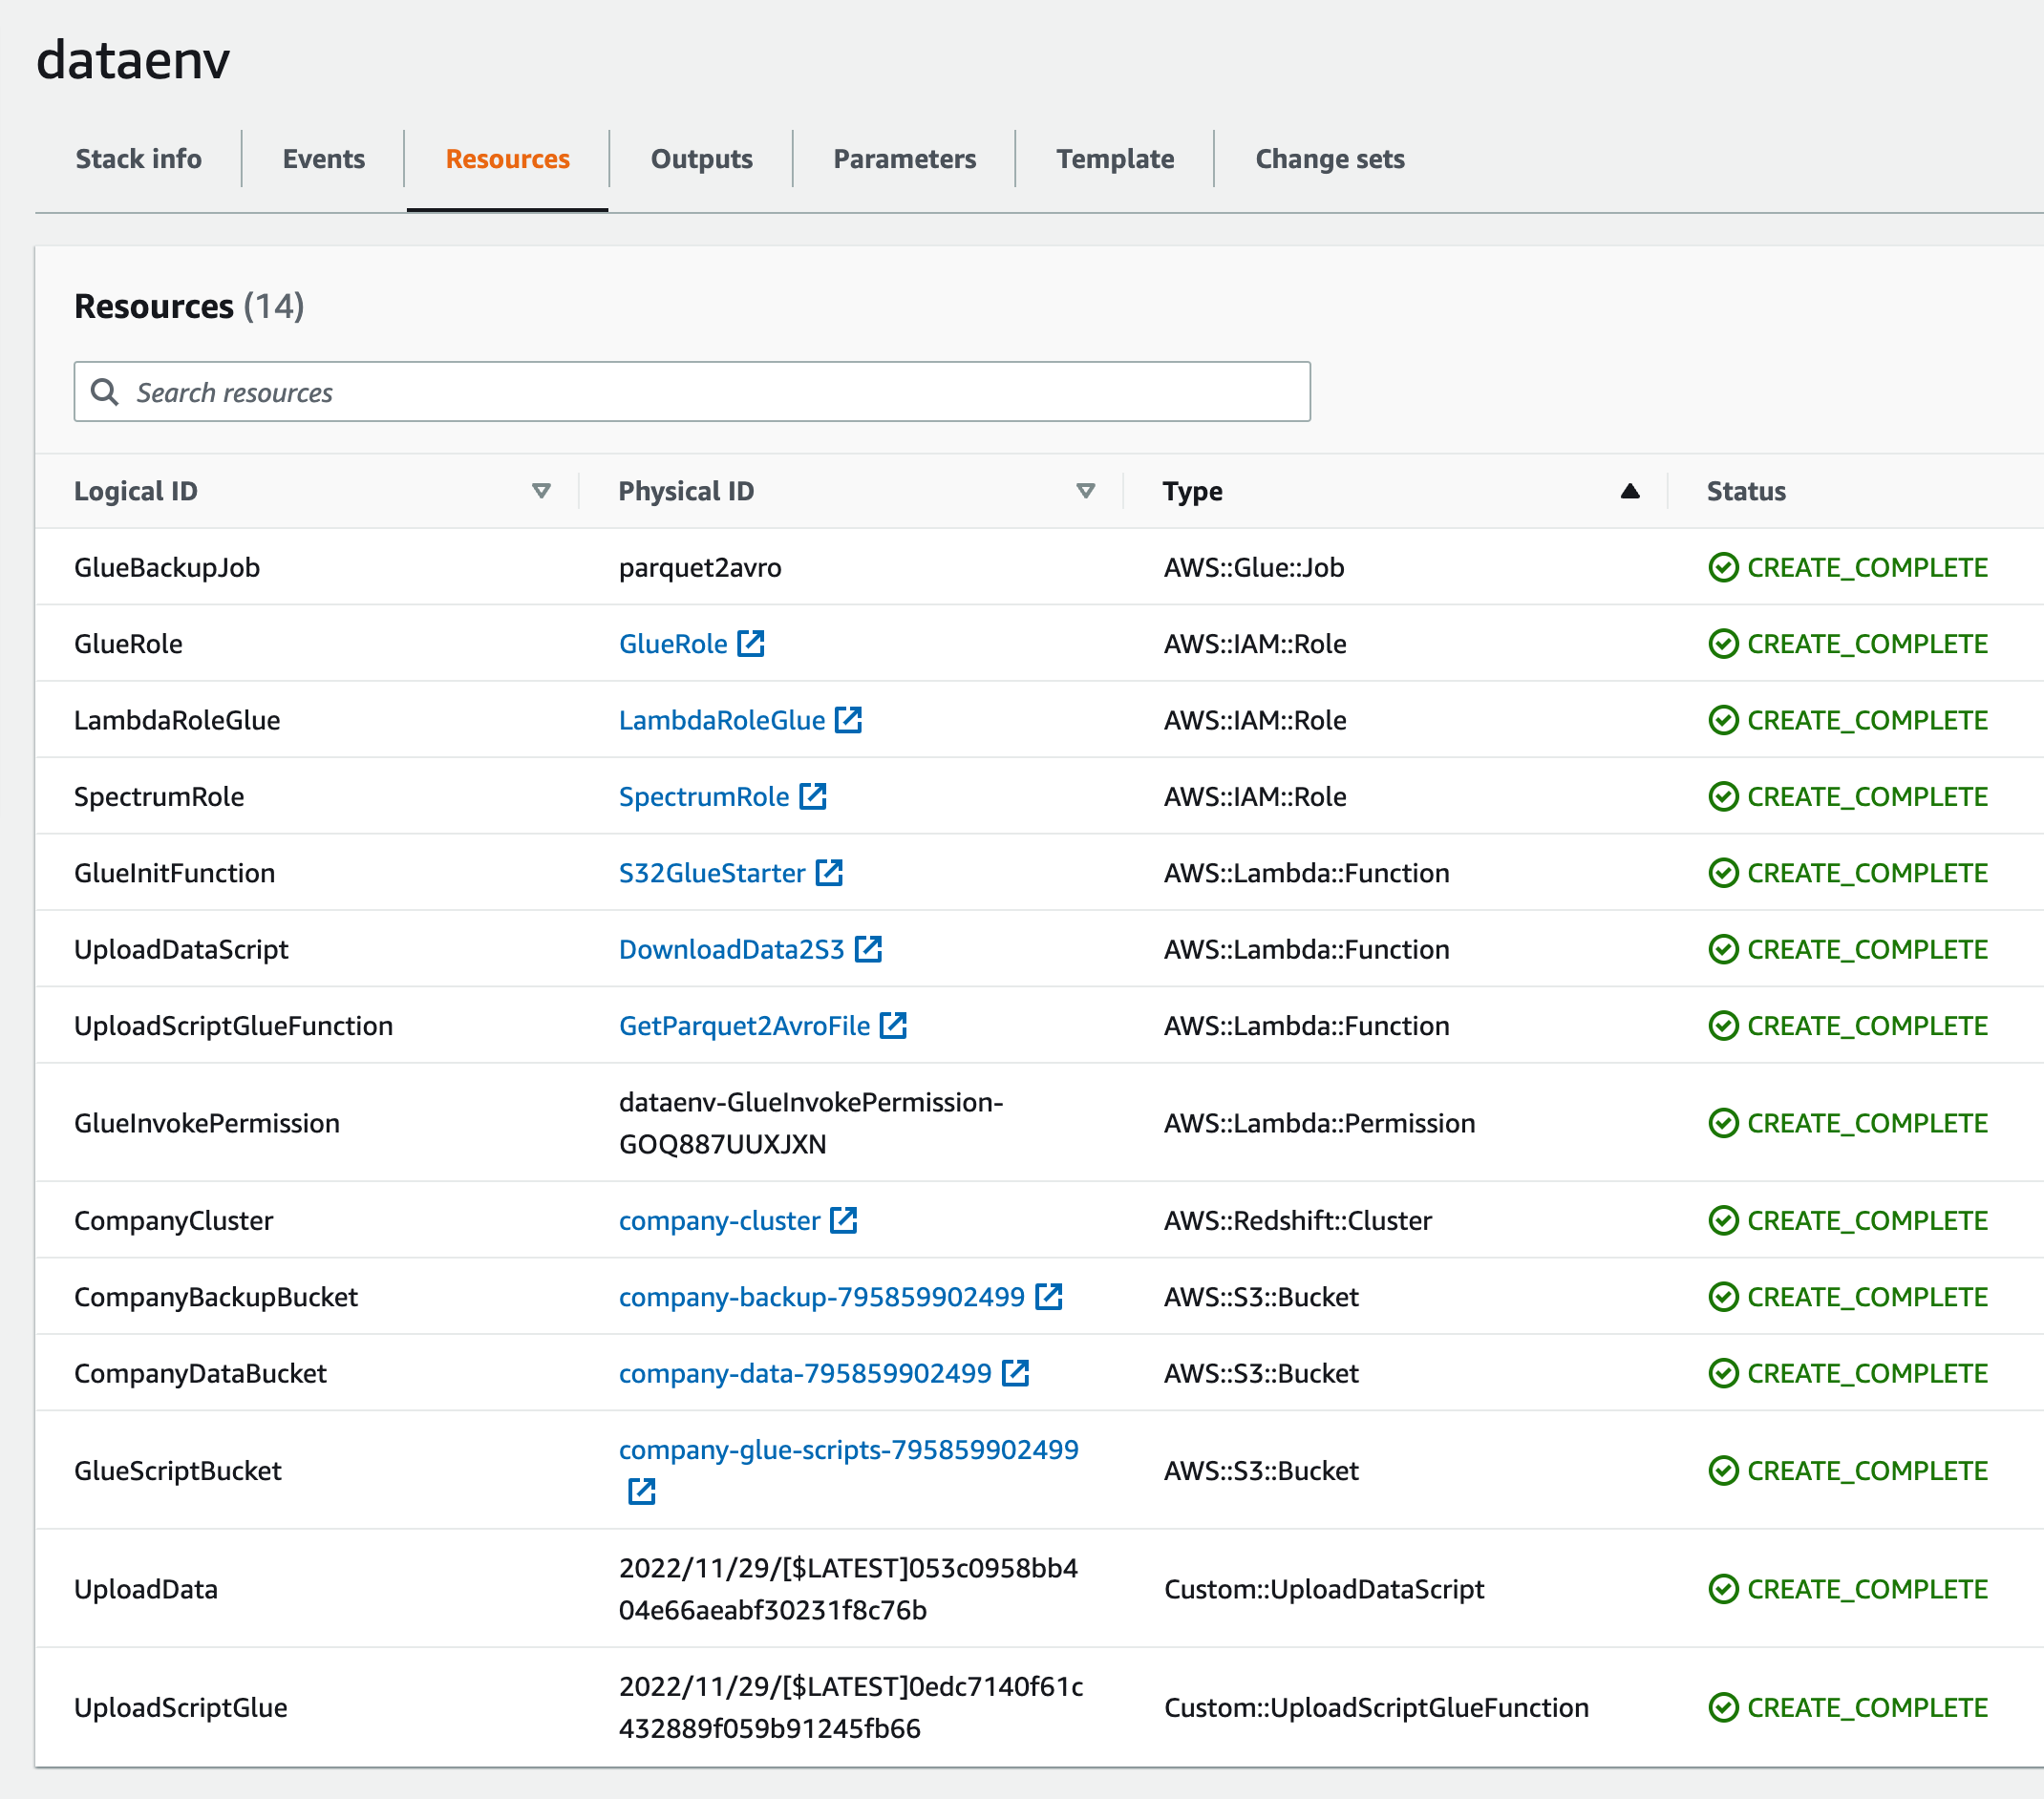 dataenv
Stack info Events Resources Outputs Parameters Template Change sets
Resources (14)
Search resources
Logical ID Physical ID Type Status
GlueBackupJob parquet2avro AWS::Glue::Job CREATE_COMPLETE
GlueRole GlueRole AWS::IAM::Role CREATE_COMPLETE
LambdaRoleGlue LambdaRoleGlue AWS::IAM::Role CREATE_COMPLETE
SpectrumRole SpectrumRole AWS::IAM::Role CREATE_COMPLETE
GlueInitFunction S32GlueStarter AWS::Lambda::Function CREATE_COMPLETE
UploadDataScript DownloadData2S3 AWS::Lambda::Function CREATE_COMPLETE
UploadScriptGlueFunction GetParquet2AvroFile AWS::Lambda::Function CREATE_COMPLETE
dataenv-GlueInvokePermission-
GlueInvokePermission AWS::Lambda::Permission CREATE_COMPLETE
GOQ887UUXJXN
CompanyCluster company-cluster AWS::Redshift::Cluster CREATE_COMPLETE
CompanyBackupBucket company-backup-795859902499 AWS::S3::Bucket CREATE_COMPLETE
CompanyDataBucket company-data-795859902499 AWS::S3::Bucket CREATE_COMPLETE
company-glue-scripts-795859902499
GlueScriptBucket AWS::S3::Bucket CREATE_COMPLETE
2022/11/29/[$LATEST]053c0958bb4
UploadData Custom::UploadDataScript CREATE_COMPLETE
04e66aeabf30231f8c76b
2022/11/29/[$LATEST]0edc7140f61c
UploadScriptGlue Custom::UploadScriptGlueFunction CREATE_COMPLETE
432889f059b91245fb66